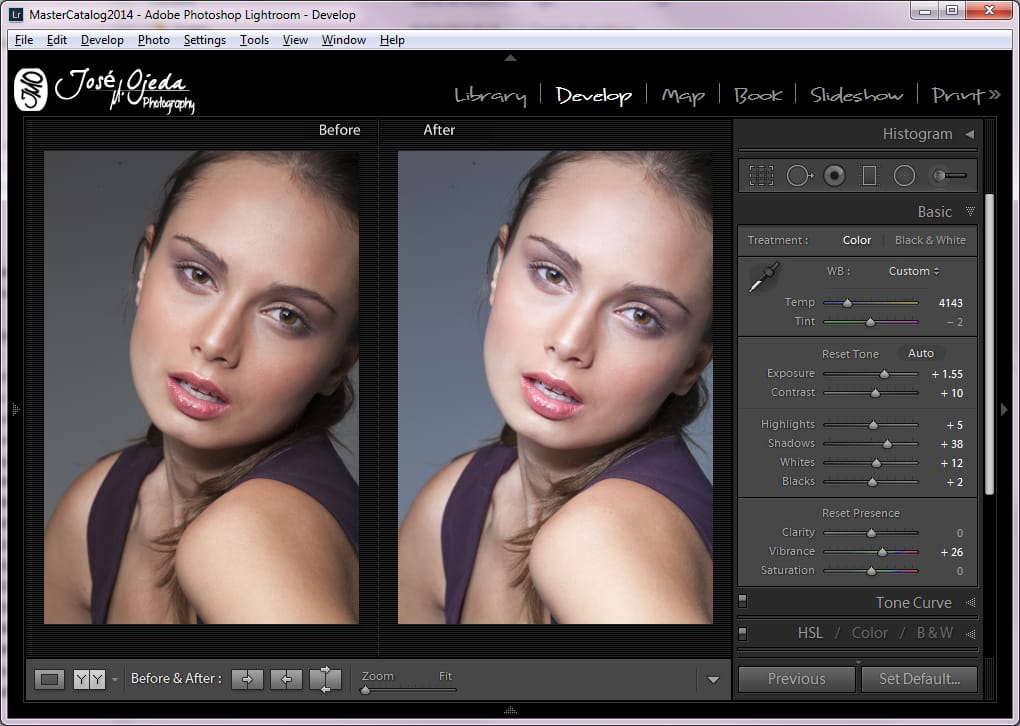 Lr MasterCatalog2014 - Adobe Photoshop Lightroom - Develop
File Edit Develop Photo Settings Tools View Window Help
José M. Ojeda
Photography
Library Develop Map Book Slideshow Print »
Before After
Histogram
Basic
Treatment : Color Black & White
WB : Custom
Temp 4143
Tint – 2
Reset Tone Auto
Exposure + 1.55
Contrast + 10
Highlights + 5
Shadows + 38
Whites + 12
Blacks + 2
Reset Presence
Clarity 0
Vibrance + 26
Saturation 0
Tone Curve
HSL / Color / B & W
YY Before & After : Zoom Fit
Previous Set Default...